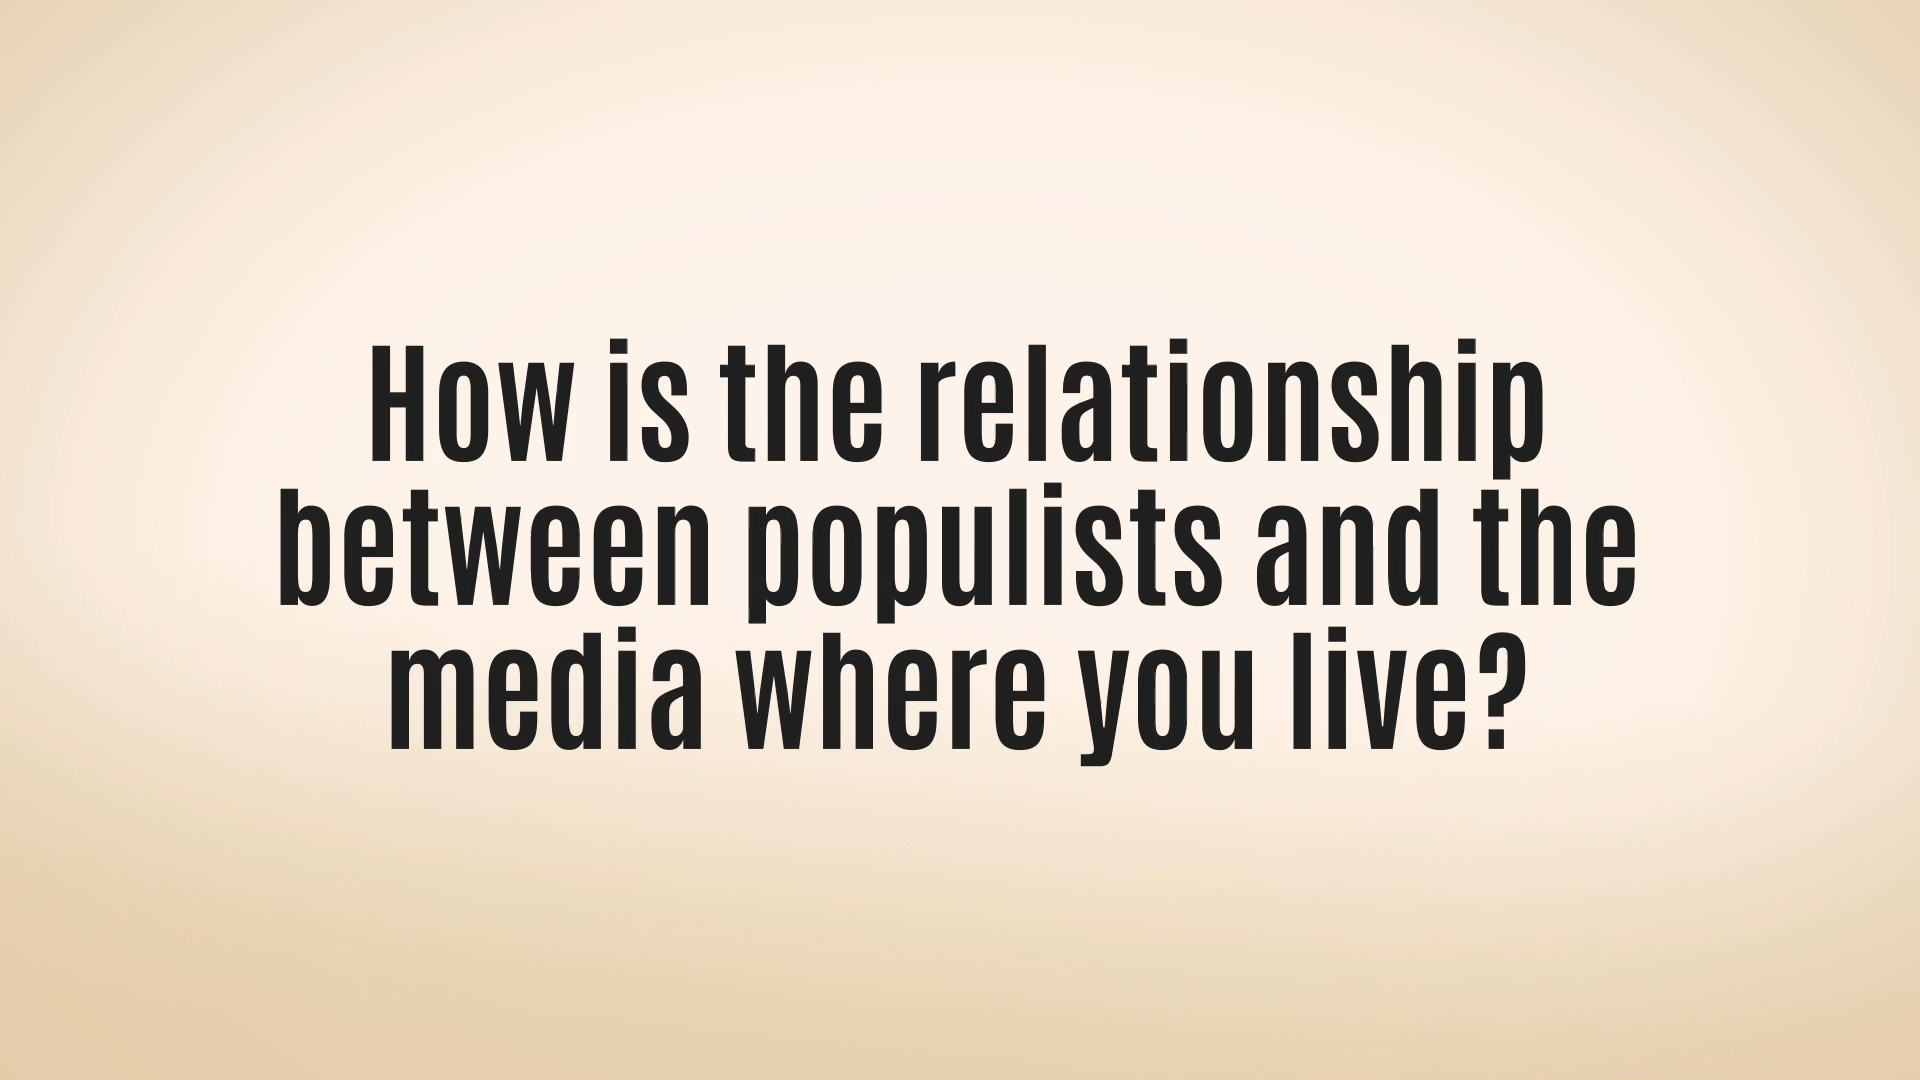 How is the relationship
between populists and the
media where you live?